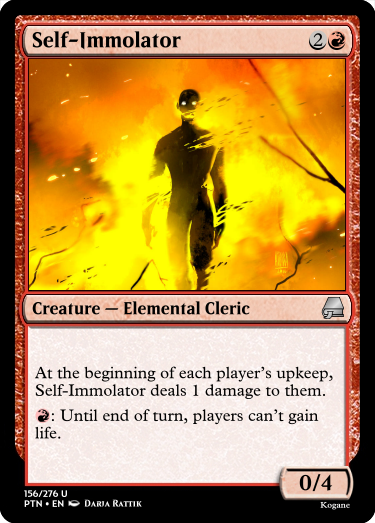 Self-Immolator 2
Creature — Elemental Cleric
At the beginning of each player's upkeep,
Self-Immolator deals 1 damage to them.
: Until end of turn, players can't gain
life.
0/4
156/276 U
PTN • EN Daria Rattik
Kogane